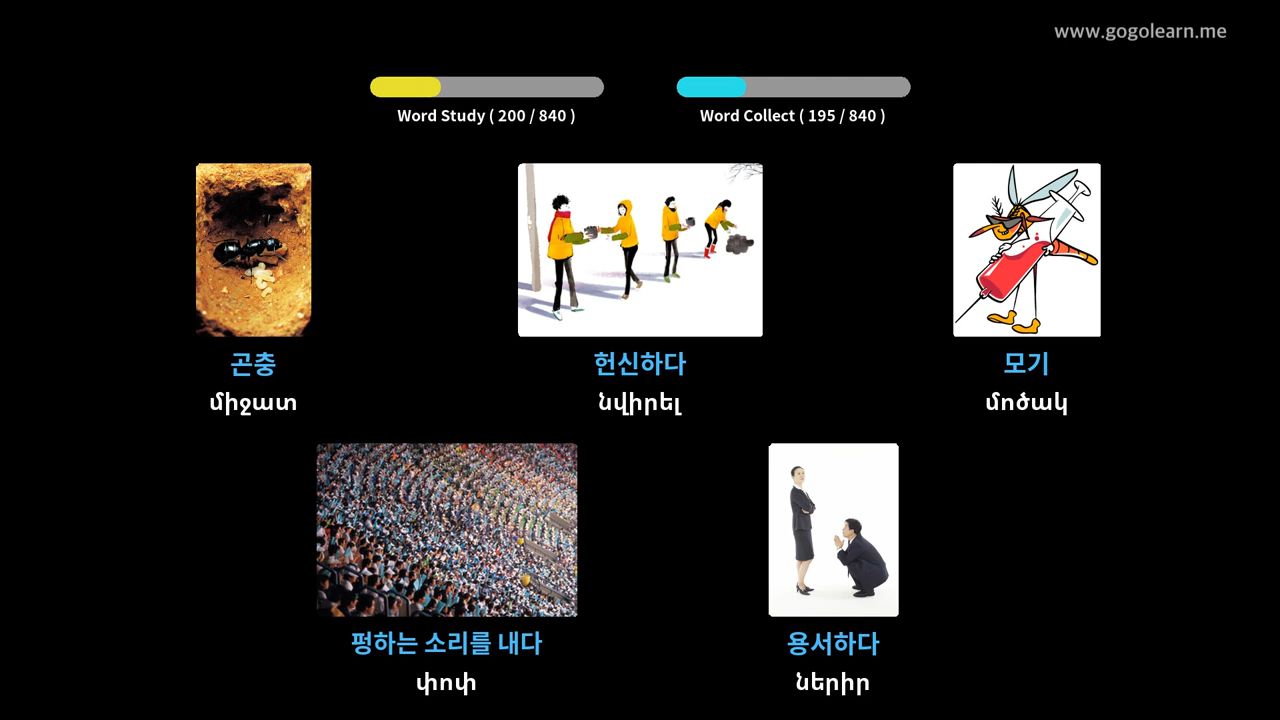 www.gogolearn.me
Word Study ( 200 / 840 )
Word Collect ( 195 / 840 )
곤충
միջատ
헌신하다
նվիրել
모기
մոծակ
펑하는 소리를 내다
փոփ
용서하다
ներիր